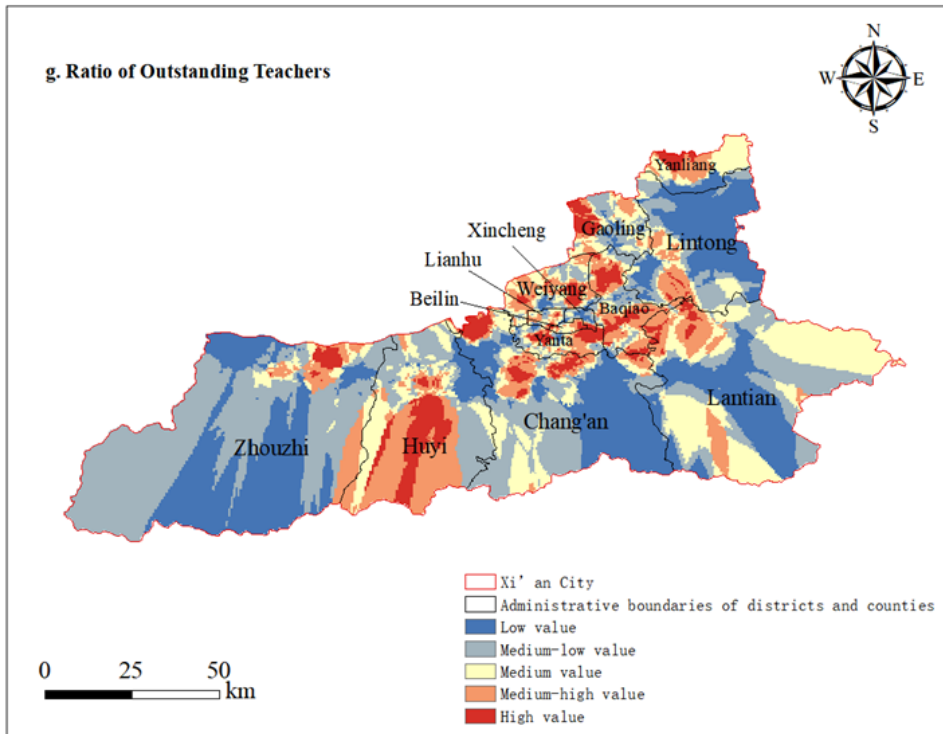 g. Ratio of Outstanding Teachers
N
W
E
S
Yanliang
Gaoling
Xincheng
Lintong
Lianhu
Weiyang
Beilin
Baqiao
Yanta
Lantian
Chang'an
Zhouzhi
Huyi
Xi' an City
Administrative boundaries of districts and counties
Low value
Medium-low value
Medium value
Medium-high value
High value
0 25 50
km